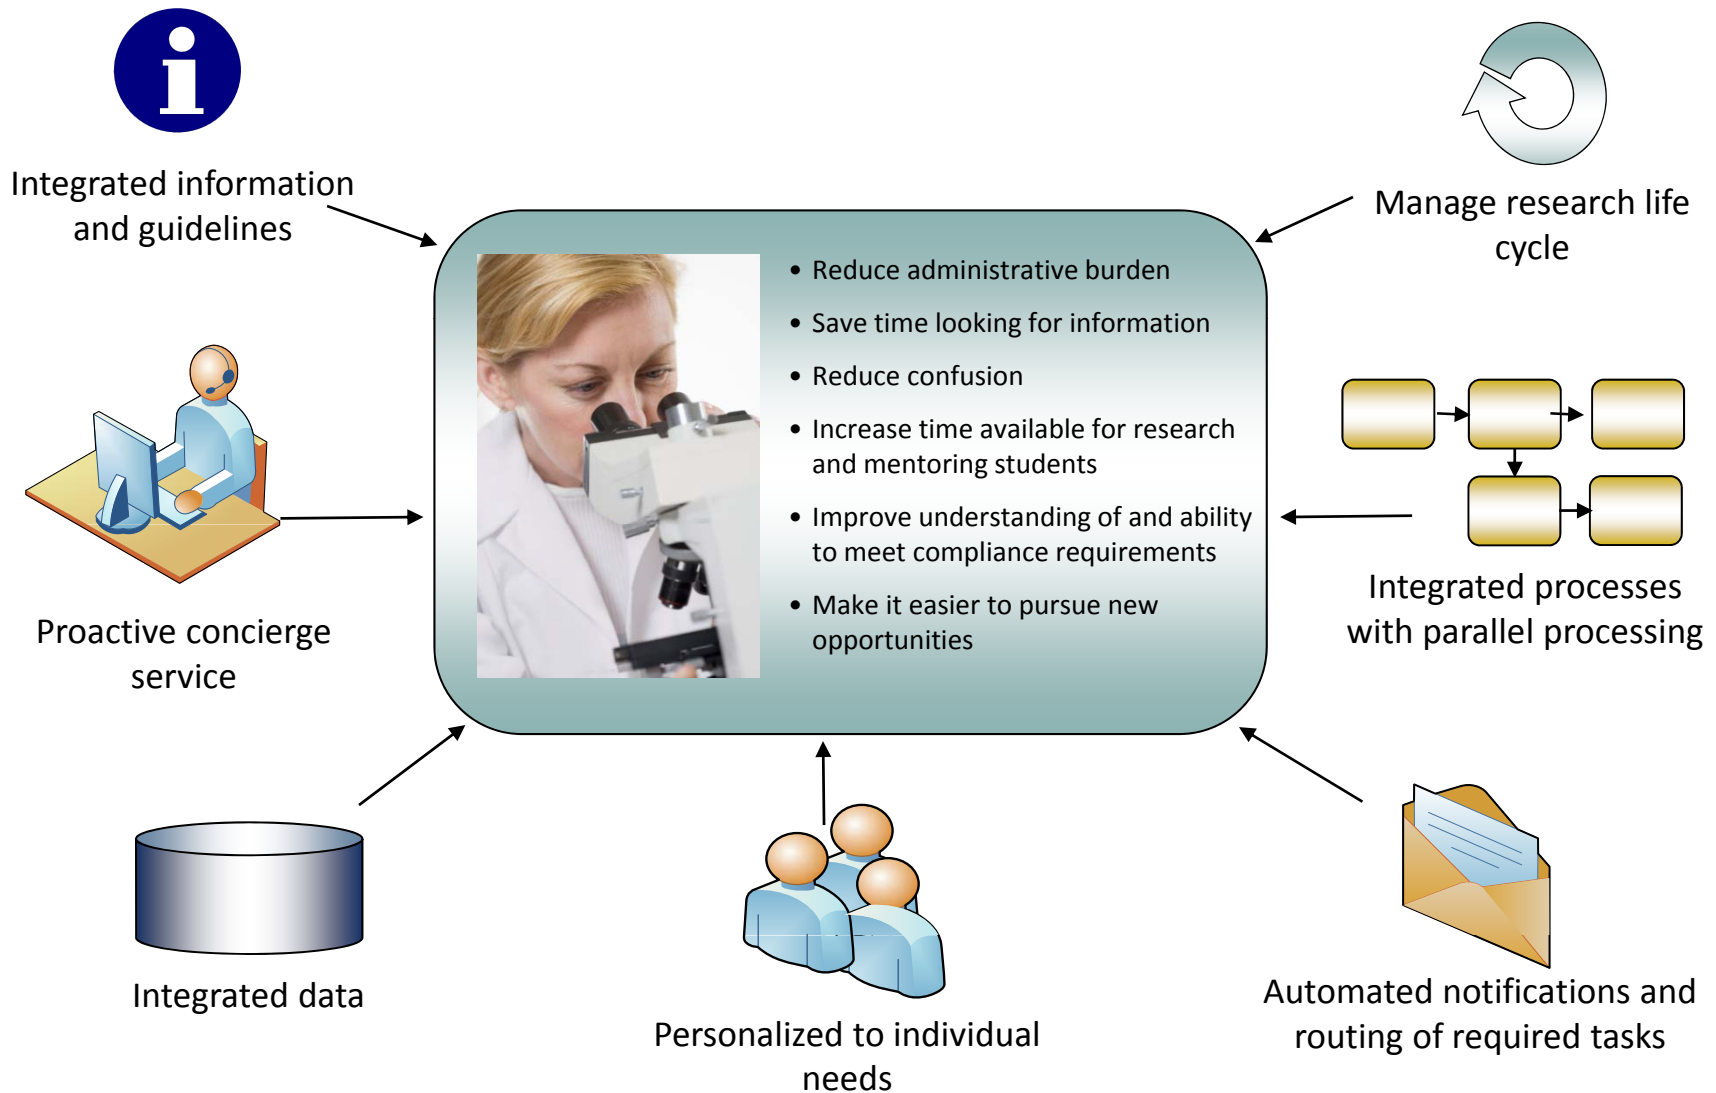 Integrated information
and guidelines
Manage research life
cycle
• Reduce administrative burden
• Save time looking for information
• Reduce confusion
• Increase time available for research
and mentoring students
• Improve understanding of and ability
to meet compliance requirements
• Make it easier to pursue new
opportunities
Proactive concierge
service
Integrated processes
with parallel processing
Integrated data
Personalized to individual
needs
Automated notifications and
routing of required tasks